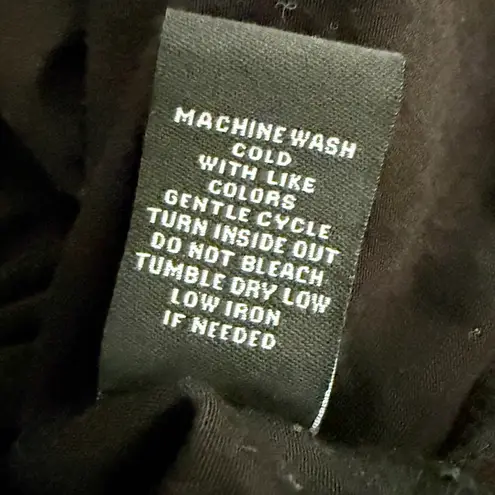 MACHINE WASH
COLD
WITH LIKE
COLORS
GENTLE CYCLE
TURN INSIDE OUT
DO NOT BLEACH
TUMBLE DRY LOW
LOW IRON
IF NEEDED